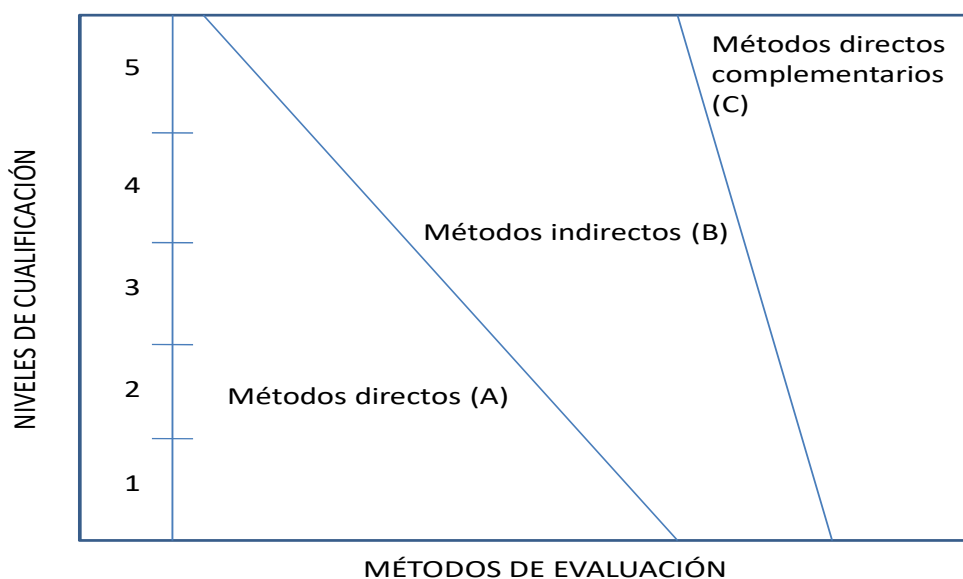 NIVELES DE CUALIFICACIÓN
5
4
3
2
1
Métodos directos
complementarios
(C)
Métodos indirectos (B)
Métodos directos (A)
MÉTODOS DE EVALUACIÓN